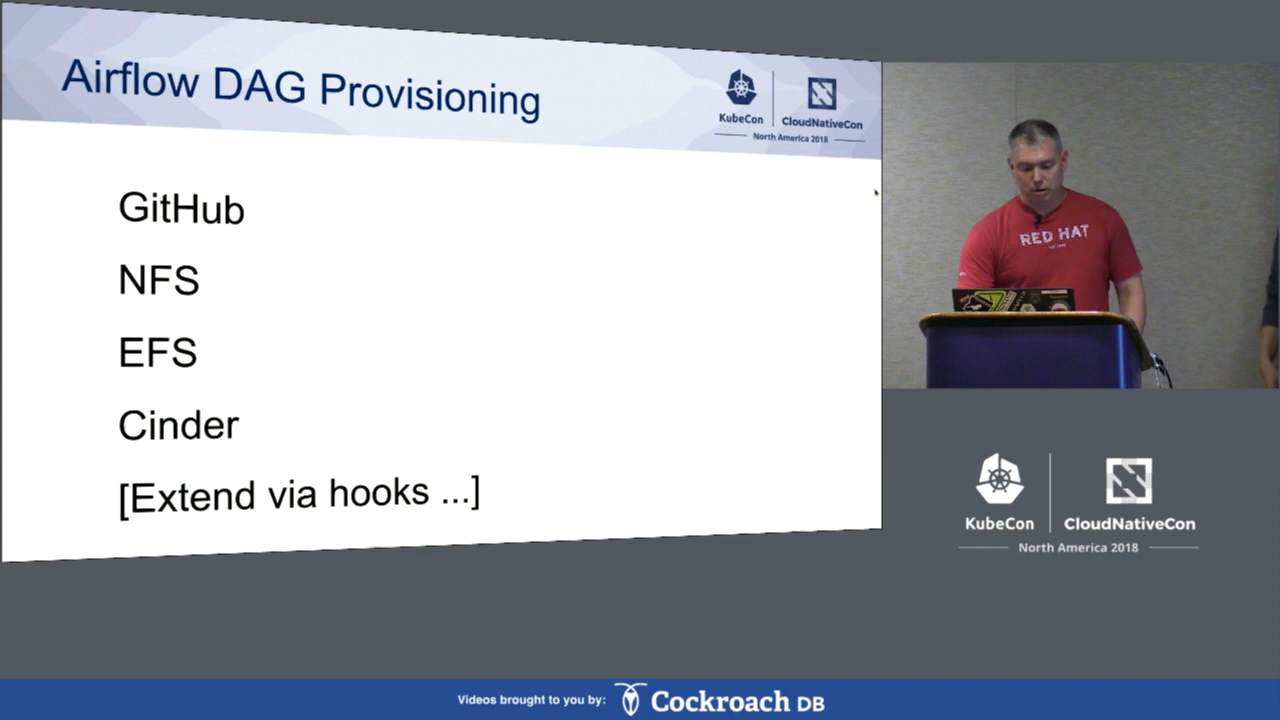 Airflow DAG Provisioning
KubeCon
CloudNativeCon
North America 2018
GitHub
NFS
EFS
Cinder
[Extend via hooks ...]
RED HAT
KubeCon
CloudNativeCon
North America 2018
Videos brought to you by:
Cockroach DB